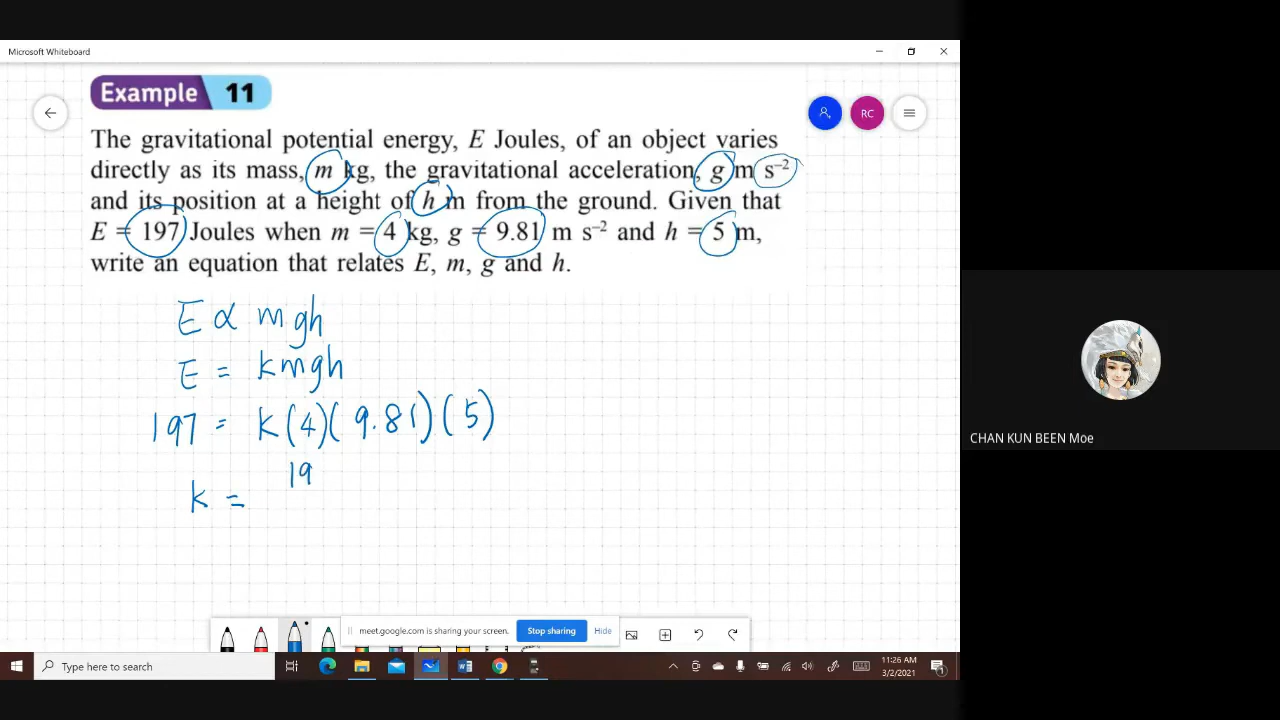 Microsoft Whiteboard
Example 11
RC
The gravitational potential energy, E Joules, of an object varies
directly as its mass, m kg, the gravitational acceleration, g m s⁻²
and its position at a height of h m from the ground. Given that
E = 197 Joules when m = 4 kg, g = 9.81 m s⁻² and h = 5 m,
write an equation that relates E, m, g and h.
E ∝ mgh
E = kmgh
197 = k(4)(9.81)(5)
19
k =
CHAN KUN BEEN Moe
meet.google.com is sharing your screen. Stop sharing Hide
Type here to search
11:26 AM
3/2/2021
1